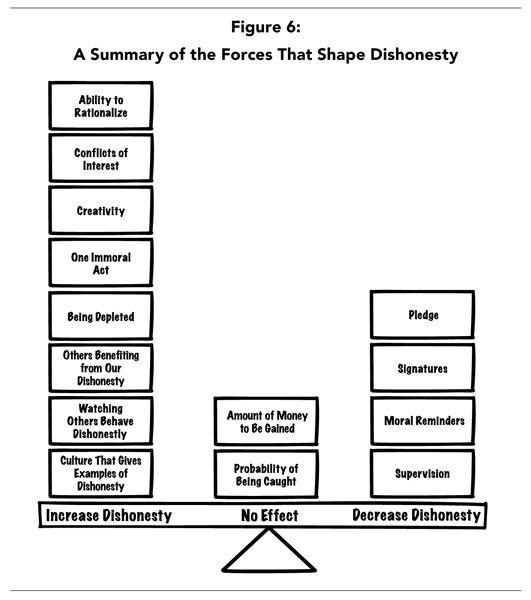 Figure 6:
A Summary of the Forces That Shape Dishonesty
Ability to
Rationalize
Conflicts of
Interest
Creativity
One Immoral
Act
Being Depleted
Others Benefiting
from Our
Dishonesty
Watching
Others Behave
Dishonestly
Culture That Gives
Examples of
Dishonesty
Amount of Money
to Be Gained
Probability of
Being Caught
Pledge
Signatures
Moral Reminders
Supervision
Increase Dishonesty
No Effect
Decrease Dishonesty